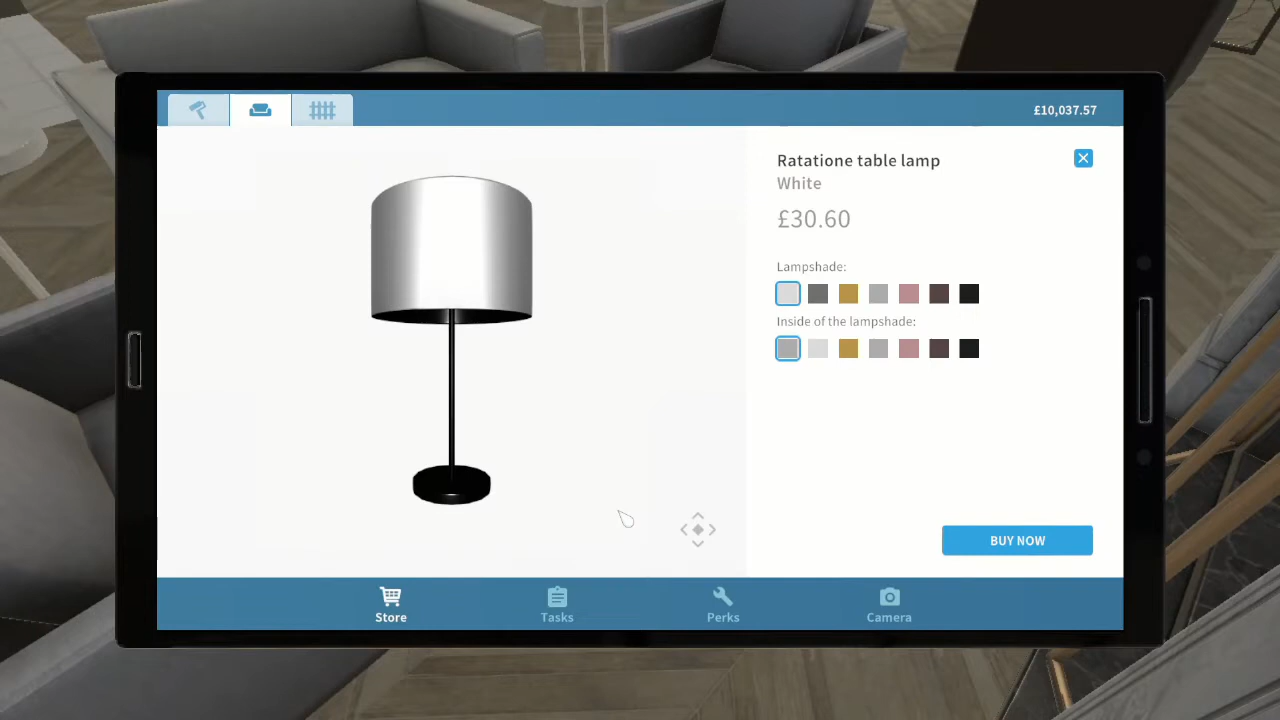 £10,037.57
Ratatione table lamp
White
£30.60
Lampshade:
Inside of the lampshade:
BUY NOW
Store
Tasks
Perks
Camera